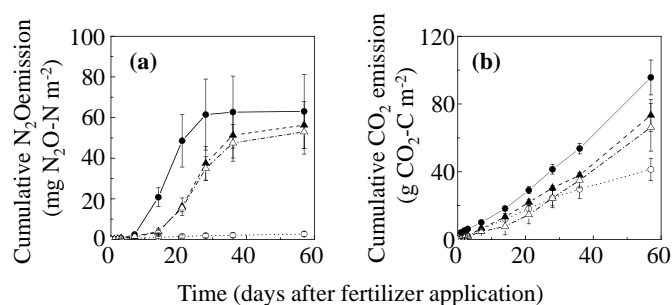 Cumulative N₂Oemission
(mg N₂O-N m⁻²)
100
80
60
40
20
0
(a)
0 20 40 60
Cumulative CO₂ emission
(g CO₂-C m⁻²)
120
80
40
0
(b)
0 20 40 60
Time (days after fertilizer application)